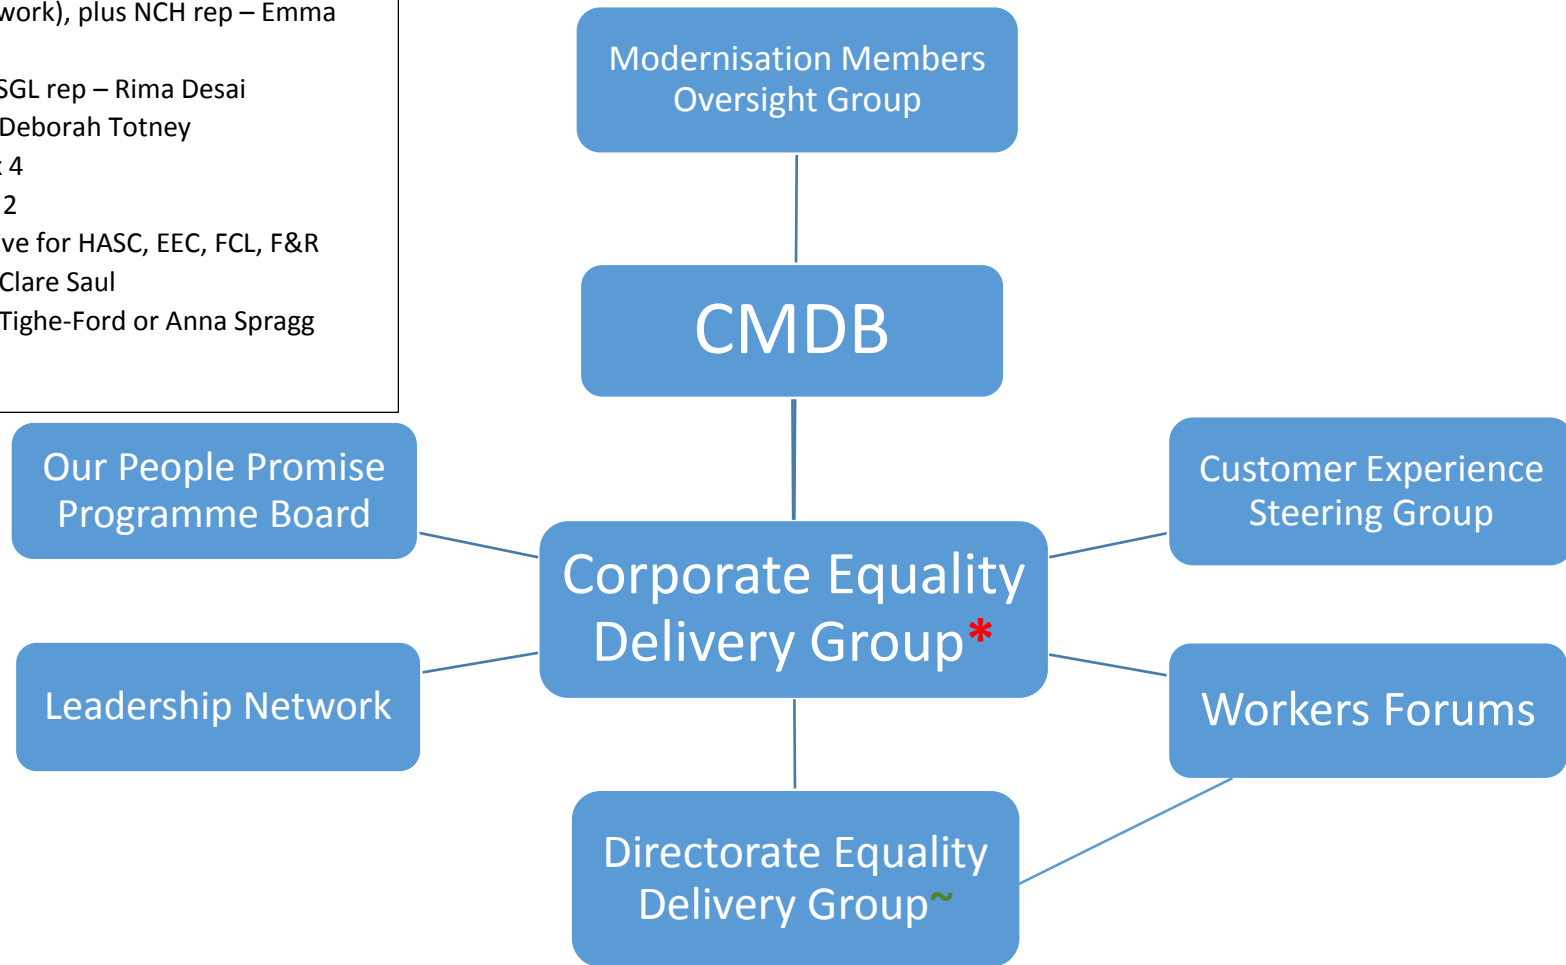 work), plus NCH rep – Emma
SGL rep – Rima Desai
Deborah Totney
x 4
2
ve for HASC, EEC, FCL, F&R
Clare Saul
Tighe-Ford or Anna Spragg
Modernisation Members
Oversight Group
CMDB
Our People Promise
Programme Board
Customer Experience
Steering Group
Corporate Equality
Delivery Group*
Leadership Network
Workers Forums
Directorate Equality
Delivery Group~